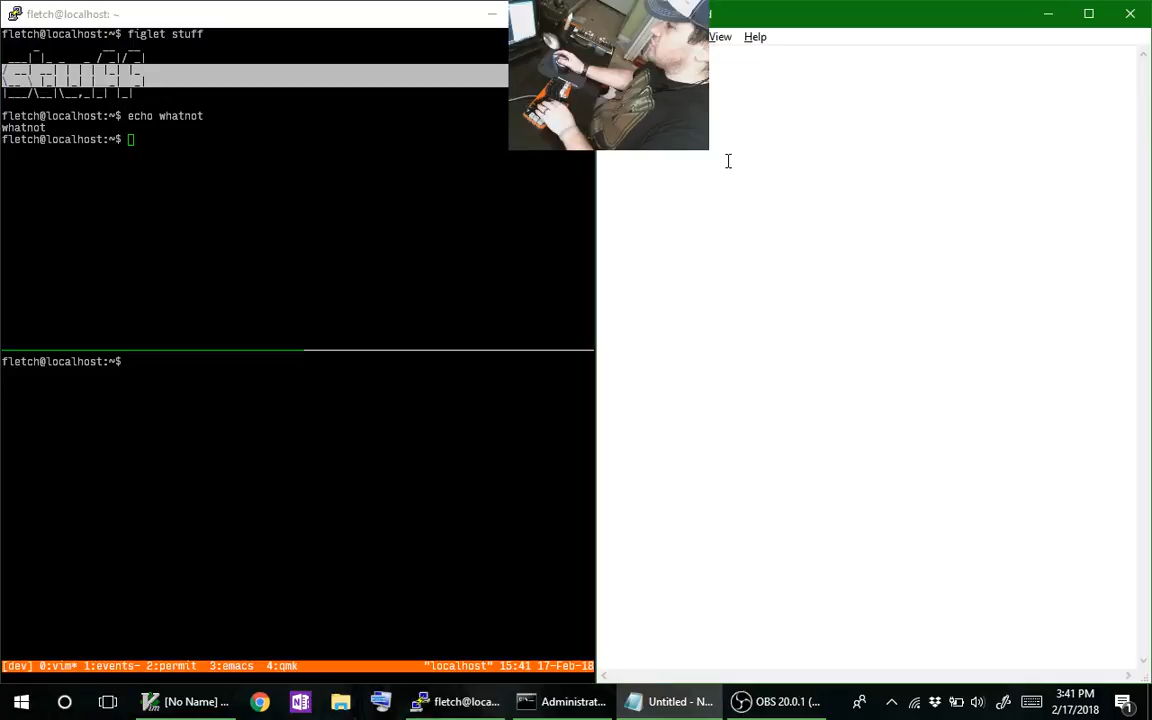 fletch@localhost: ~
View Help
fletch@localhost:~$ figlet stuff
stuff
fletch@localhost:~$ echo whatnot
whatnot
fletch@localhost:~$
fletch@localhost:~$
[dev] 0:vim* 1:events- 2:permit 3:emacs 4:qmk "localhost" 15:41 17-Feb-18
[No Name] ... fletch@loca... Administrat... Untitled - N... OBS 20.0.1 (... 3:41 PM
2/17/2018